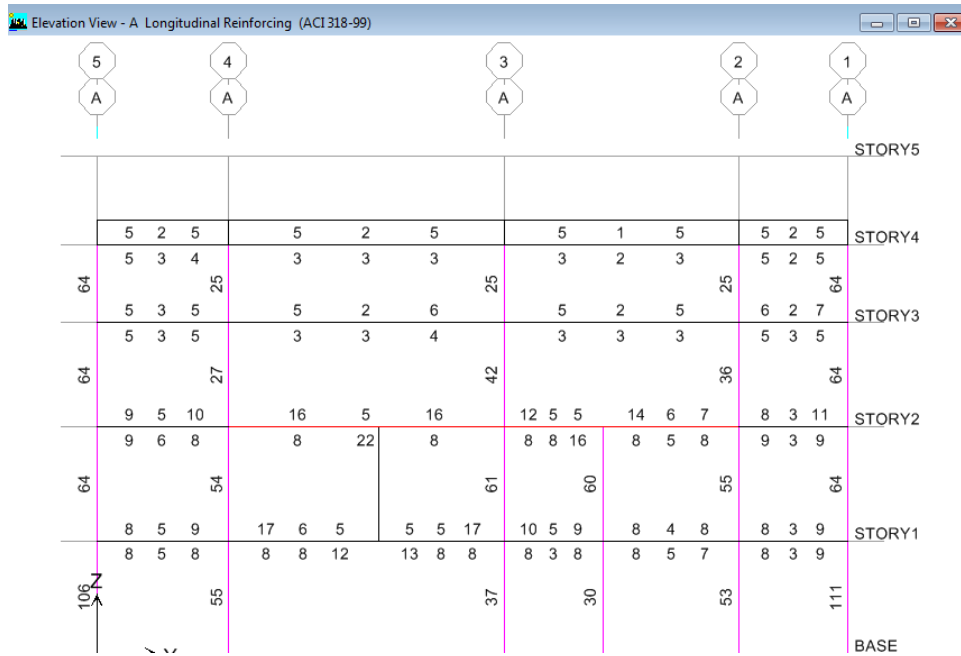 Elevation View - A Longitudinal Reinforcing (ACI 318-99)
5 4 3 2 1
A A A A A
STORY5
5 2 5 5 2 5 5 1 5 5 2 5
STORY4
5 3 4 3 3 3 3 2 3 5 2 5
64 25 25 25 64
5 3 5 5 2 6 5 2 5 6 2 7
STORY3
5 3 5 3 3 4 3 3 3 5 3 5
64 27 42 36 64
9 5 10 16 5 16 12 5 5 14 6 7 8 3 11
STORY2
9 6 8 8 22 8 8 8 16 8 5 8 9 3 9
64 54 61 60 55 64
8 5 9 17 6 5 5 5 17 10 5 9 8 4 8 8 3 9
STORY1
8 5 8 8 8 12 13 8 8 8 3 8 8 5 7 8 3 9
Z
106 55 37 30 53 111
BASE